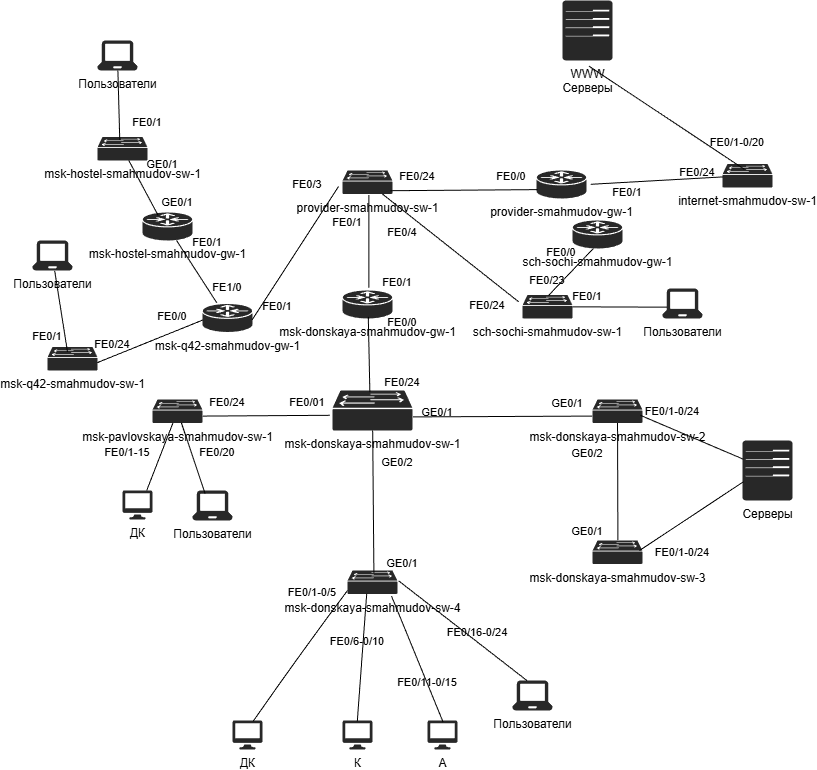 WWW
Серверы
Пользователи
FE0/1
FE0/1-0/20
GE0/1
msk-hostel-smahmudov-sw-1
FE0/3
FE0/24
FE0/0
FE0/24
FE0/1
internet-smahmudov-sw-1
GE0/1
provider-smahmudov-sw-1
provider-smahmudov-gw-1
FE0/1
FE0/4
FE0/1
msk-hostel-smahmudov-gw-1
FE0/0
sch-sochi-smahmudov-gw-1
Пользователи
FE1/0
FE0/1
FE0/23
FE0/1
FE0/24
FE0/1
FE0/0
FE0/0
msk-donskaya-smahmudov-gw-1
sch-sochi-smahmudov-sw-1
Пользователи
FE0/1
FE0/24
msk-q42-smahmudov-gw-1
msk-q42-smahmudov-sw-1
FE0/24
FE0/24
FE0/01
GE0/1
GE0/1
FE0/1-0/24
msk-pavlovskaya-smahmudov-sw-1
msk-donskaya-smahmudov-sw-1
msk-donskaya-smahmudov-sw-2
FE0/1-15
FE0/20
GE0/2
GE0/2
ДК
Пользователи
Серверы
GE0/1
FE0/1-0/24
GE0/1
msk-donskaya-smahmudov-sw-3
FE0/1-0/5
msk-donskaya-smahmudov-sw-4
FE0/6-0/10
FE0/16-0/24
FE0/11-0/15
Пользователи
ДК
К
А